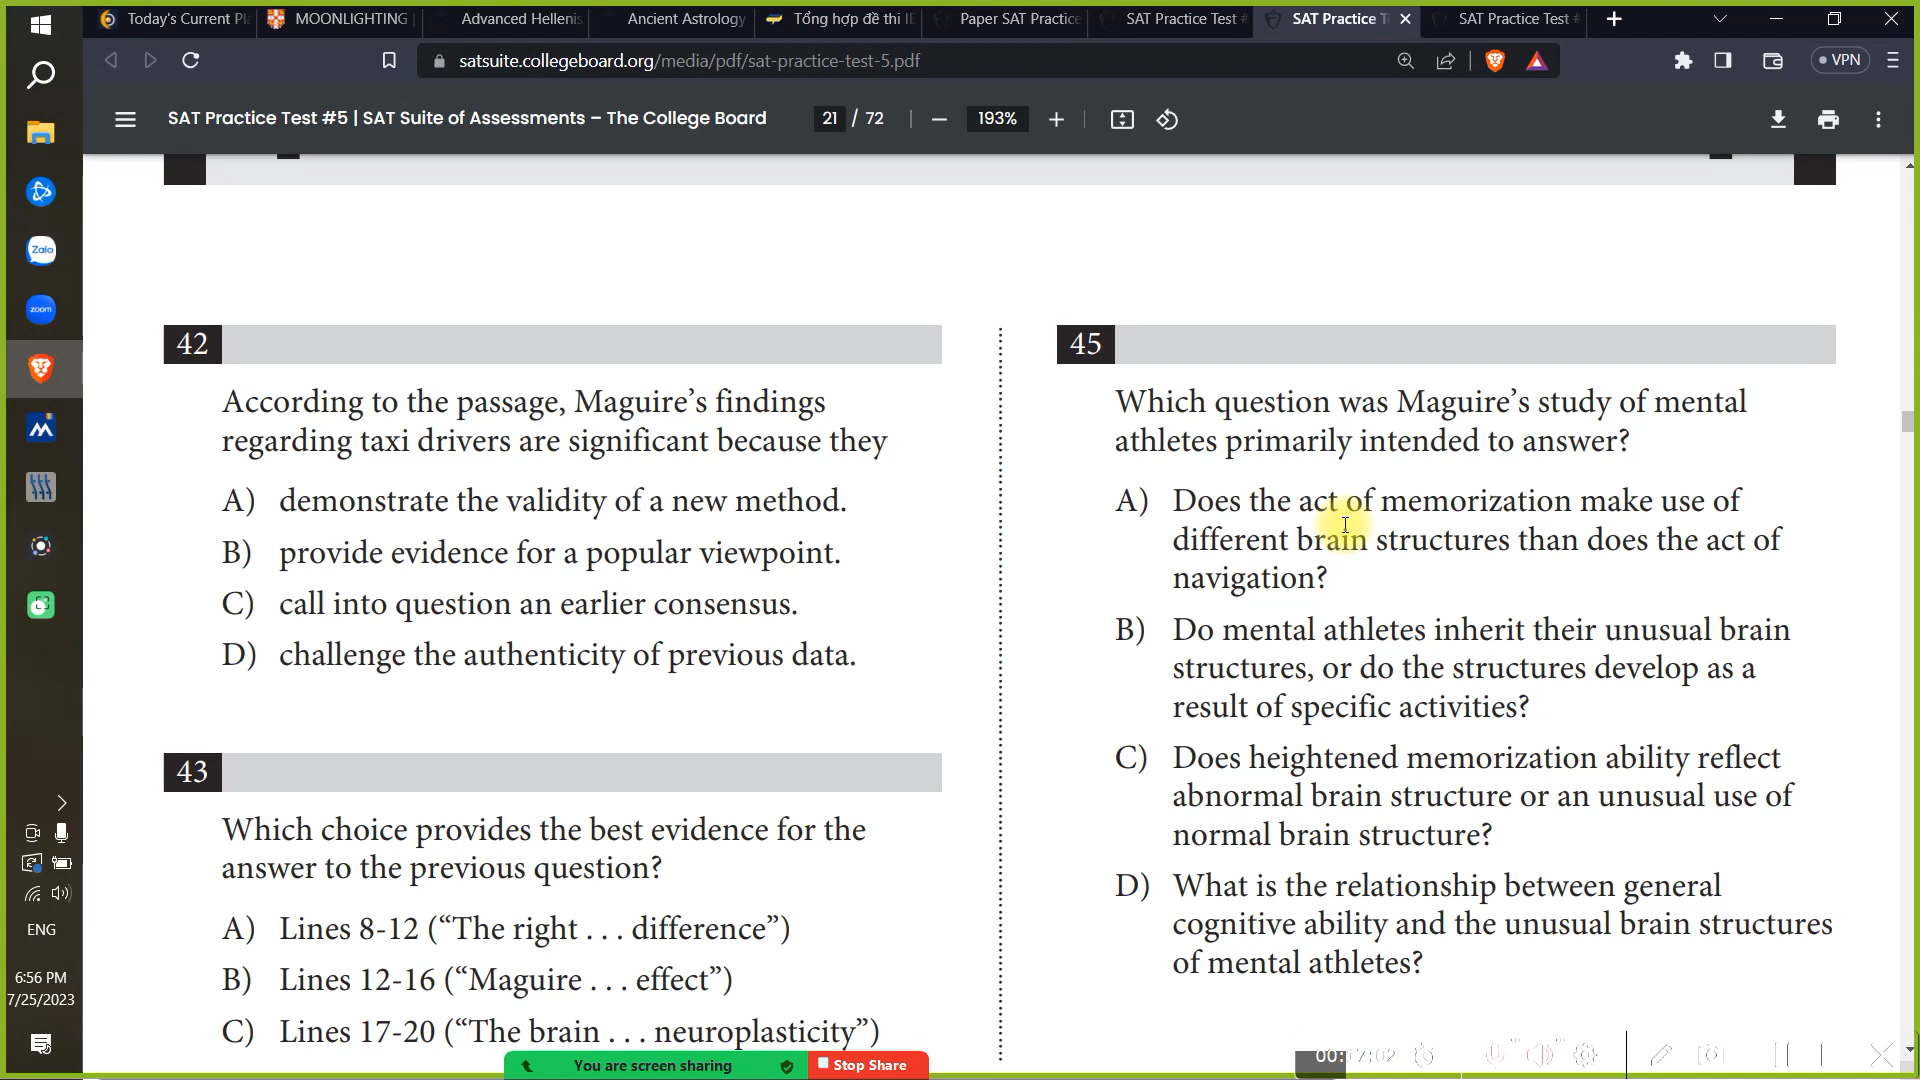 Today's Current Pl
MOONLIGHTING
Advanced Hellenis
Ancient Astrology
Tổng hợp đề thi IE
Paper SAT Practice
SAT Practice Test #
SAT Practice T
SAT Practice Test #
satsuite.collegeboard.org/media/pdf/sat-practice-test-5.pdf
VPN
SAT Practice Test #5 | SAT Suite of Assessments – The College Board
21 / 72
193%
Zalo
zoom
42
According to the passage, Maguire's findings
regarding taxi drivers are significant because they
A) demonstrate the validity of a new method.
B) provide evidence for a popular viewpoint.
C) call into question an earlier consensus.
D) challenge the authenticity of previous data.
43
Which choice provides the best evidence for the
answer to the previous question?
A) Lines 8-12 (“The right . . . difference”)
B) Lines 12-16 (“Maguire . . . effect”)
C) Lines 17-20 (“The brain . . . neuroplasticity”)
45
Which question was Maguire's study of mental
athletes primarily intended to answer?
A) Does the act of memorization make use of
different brain structures than does the act of
navigation?
B) Do mental athletes inherit their unusual brain
structures, or do the structures develop as a
result of specific activities?
C) Does heightened memorization ability reflect
abnormal brain structure or an unusual use of
normal brain structure?
D) What is the relationship between general
cognitive ability and the unusual brain structures
of mental athletes?
ENG
6:56 PM
7/25/2023
You are screen sharing
Stop Share